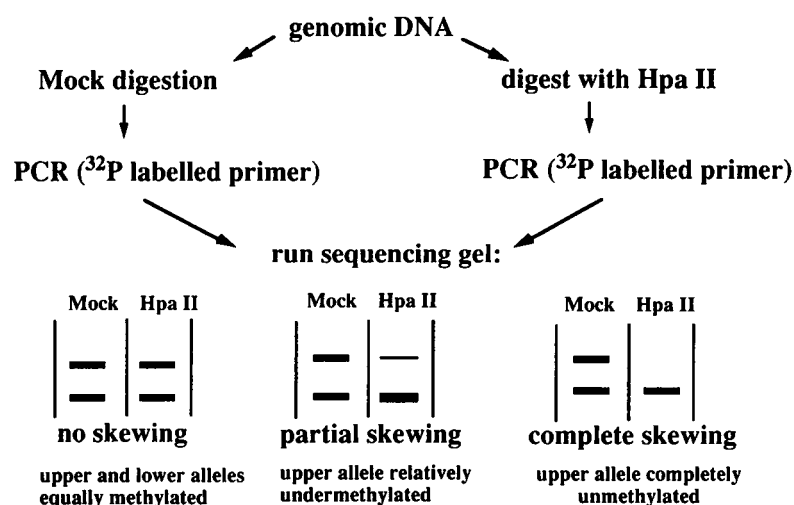 genomic DNA
Mock digestion
digest with Hpa II
PCR (³²P labelled primer)
PCR (³²P labelled primer)
run sequencing gel:
Mock Hpa II
Mock Hpa II
Mock Hpa II
no skewing
partial skewing
complete skewing
upper and lower alleles
equally methylated
upper allele relatively
undermethylated
upper allele completely
unmethylated